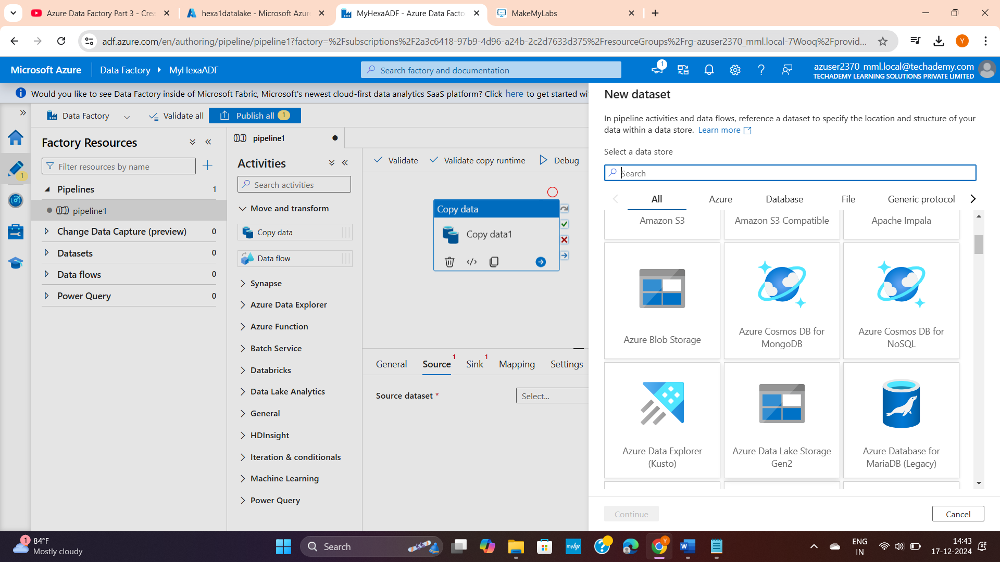 Azure Data Factory Part 3 - Crea
hexa1datalake - Microsoft Azur
MyHexaADF - Azure Data Facto
MakeMyLabs
adf.azure.com/en/authoring/pipeline/pipeline1?factory=%2Fsubscriptions%2F2a3c6418-97b9-4d96-a24b-2c2d7633d375%2FresourceGroups%2Frg-azuser2370_mml.local-7Wooq%2Fprovid...
Y
Microsoft Azure
Data Factory
MyHexaADF
Search factory and documentation
1
azuser2370_mml.local@techademy.com
TECHADEMY LEARNING SOLUTIONS PRIVATE LIMITED
Would you like to see Data Factory inside of Microsoft Fabric, Microsoft's newest cloud-first data analytics SaaS platform? Click here to get started wi
Data Factory
Validate all
Publish all 1
Factory Resources
Filter resources by name
1
Pipelines 1
pipeline1
Change Data Capture (preview) 0
Datasets 0
Data flows 0
Power Query 0
pipeline1
Activities
Search activities
Move and transform
Copy data
Data flow
Synapse
Azure Data Explorer
Azure Function
Batch Service
Databricks
Data Lake Analytics
General
HDInsight
Iteration & conditionals
Machine Learning
Power Query
Validate
Validate copy runtime
Debug
Copy data
Copy data1
General
Source 1
Sink 1
Mapping
Settings
Source dataset *
Select...
New dataset
In pipeline activities and data flows, reference a dataset to specify the location and structure of your
data within a data store. Learn more
Select a data store
Search
All
Azure
Database
File
Generic protocol
Amazon S3
Amazon S3 Compatible
Apache Impala
Azure Blob Storage
Azure Cosmos DB for
MongoDB
Azure Cosmos DB for
NoSQL
Azure Data Explorer
(Kusto)
Azure Data Lake Storage
Gen2
Azure Database for
MariaDB (Legacy)
Continue
Cancel
1
84°F
Mostly cloudy
Search
myhp
Y
W
ENG
IN
14:43
17-12-2024